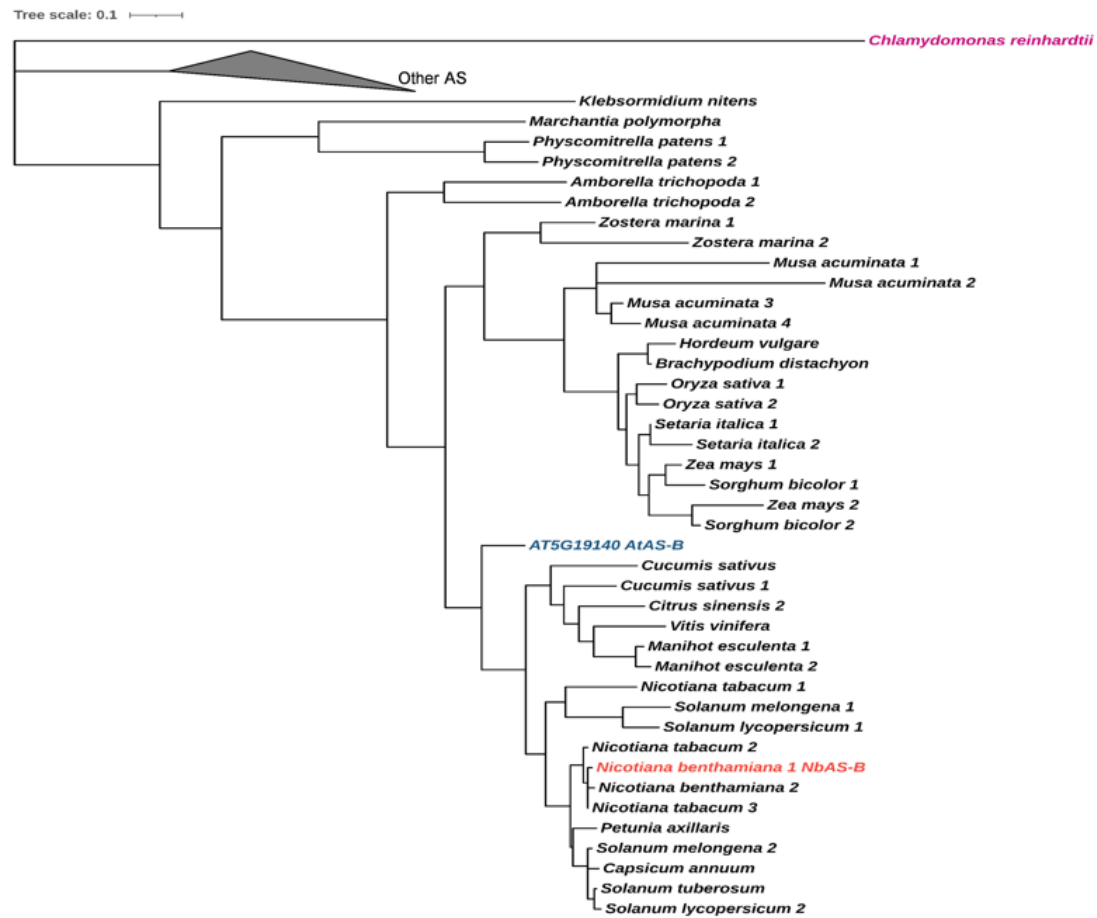 Tree scale: 0.1
Chlamydomonas reinhardtii
Other AS
Klebsormidium nitens
Marchantia polymorpha
Physcomitrella patens 1
Physcomitrella patens 2
Amborella trichopoda 1
Amborella trichopoda 2
Zostera marina 1
Zostera marina 2
Musa acuminata 1
Musa acuminata 2
Musa acuminata 3
Musa acuminata 4
Hordeum vulgare
Brachypodium distachyon
Oryza sativa 1
Oryza sativa 2
Setaria italica 1
Setaria italica 2
Zea mays 1
Sorghum bicolor 1
Zea mays 2
Sorghum bicolor 2
AT5G19140 AtAS-B
Cucumis sativus
Cucumis sativus 1
Citrus sinensis 2
Vitis vinifera
Manihot esculenta 1
Manihot esculenta 2
Nicotiana tabacum 1
Solanum melongena 1
Solanum lycopersicum 1
Nicotiana tabacum 2
Nicotiana benthamiana 1 NbAS-B
Nicotiana benthamiana 2
Nicotiana tabacum 3
Petunia axillaris
Solanum melongena 2
Capsicum annuum
Solanum tuberosum
Solanum lycopersicum 2